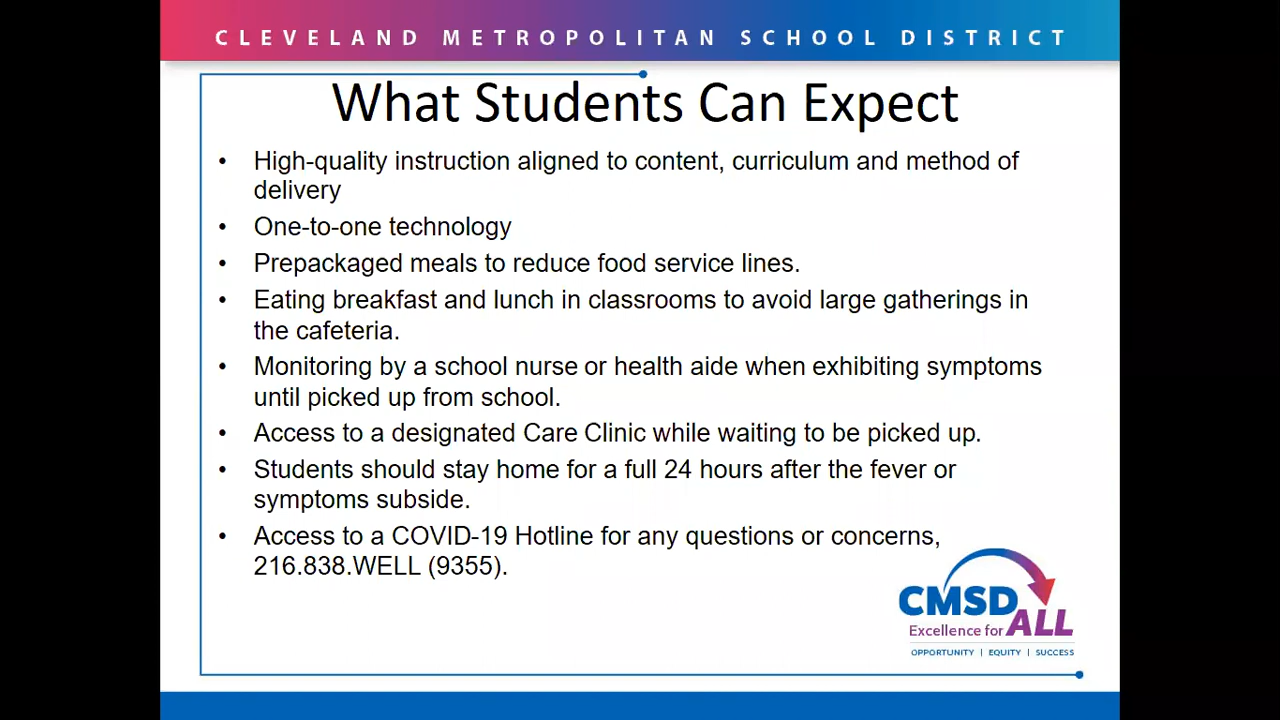 CLEVELAND METROPOLITAN SCHOOL DISTRICT
What Students Can Expect
• High-quality instruction aligned to content, curriculum and method of
delivery
• One-to-one technology
• Prepackaged meals to reduce food service lines.
• Eating breakfast and lunch in classrooms to avoid large gatherings in
the cafeteria.
• Monitoring by a school nurse or health aide when exhibiting symptoms
until picked up from school.
• Access to a designated Care Clinic while waiting to be picked up.
• Students should stay home for a full 24 hours after the fever or
symptoms subside.
• Access to a COVID-19 Hotline for any questions or concerns,
216.838.WELL (9355).
CMSD
Excellence for ALL
OPPORTUNITY | EQUITY | SUCCESS